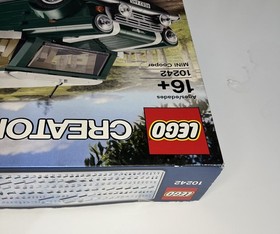 LEGO
CREATOR
Ages/edades
16+
10242
MINI Cooper
LEGO
10242